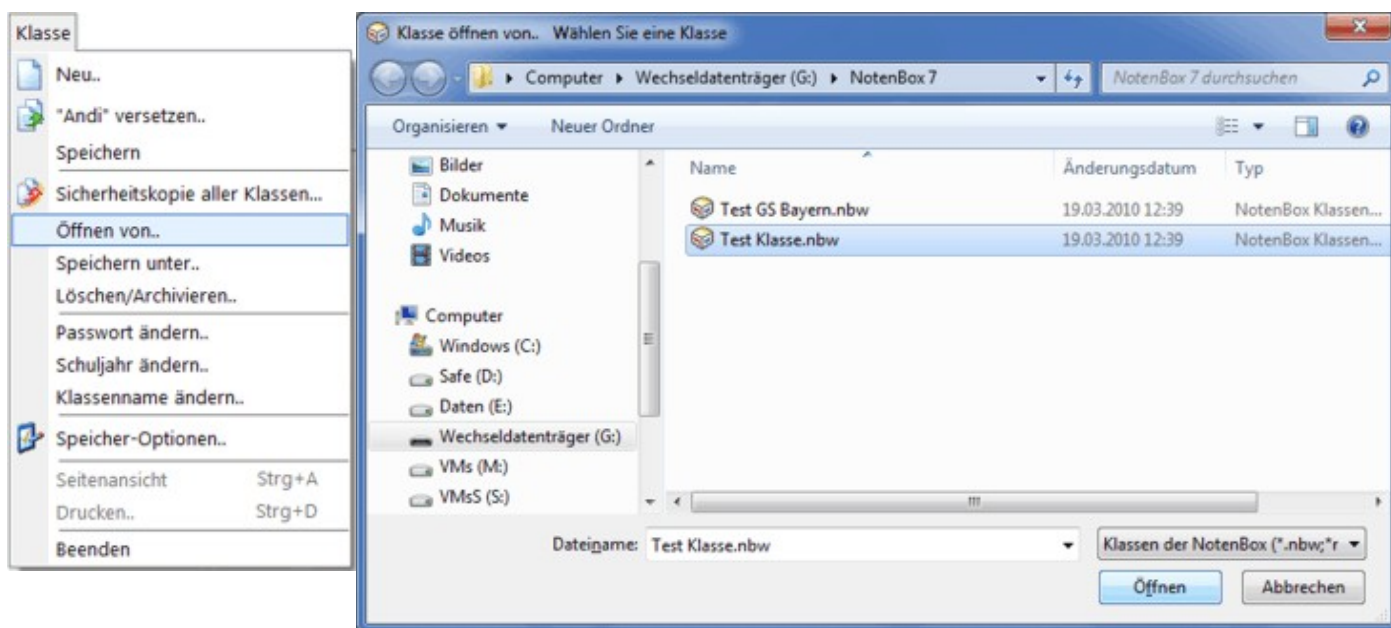 Klasse
Neu..
"Andi" versetzen..
Speichern
Sicherheitskopie aller Klassen...
Öffnen von..
Speichern unter..
Löschen/Archivieren..
Passwort ändern..
Schuljahr ändern..
Klassenname ändern..
Speicher-Optionen..
Seitenansicht Strg+A
Drucken.. Strg+D
Beenden
Klasse öffnen von.. Wählen Sie eine Klasse
Computer Wechseldatenträger (G:) NotenBox 7
NotenBox 7 durchsuchen
Organisieren Neuer Ordner
Bilder
Dokumente
Musik
Videos
Computer
Windows (C:)
Safe (D:)
Daten (E:)
Wechseldatenträger (G:)
VMs (M:)
VMsS (S:)
Name Änderungsdatum Typ
Test GS Bayern.nbw 19.03.2010 12:39 NotenBox Klassen...
Test Klasse.nbw 19.03.2010 12:39 NotenBox Klassen...
Dateiname: Test Klasse.nbw
Klassen der NotenBox (*.nbw;*r
Öffnen Abbrechen